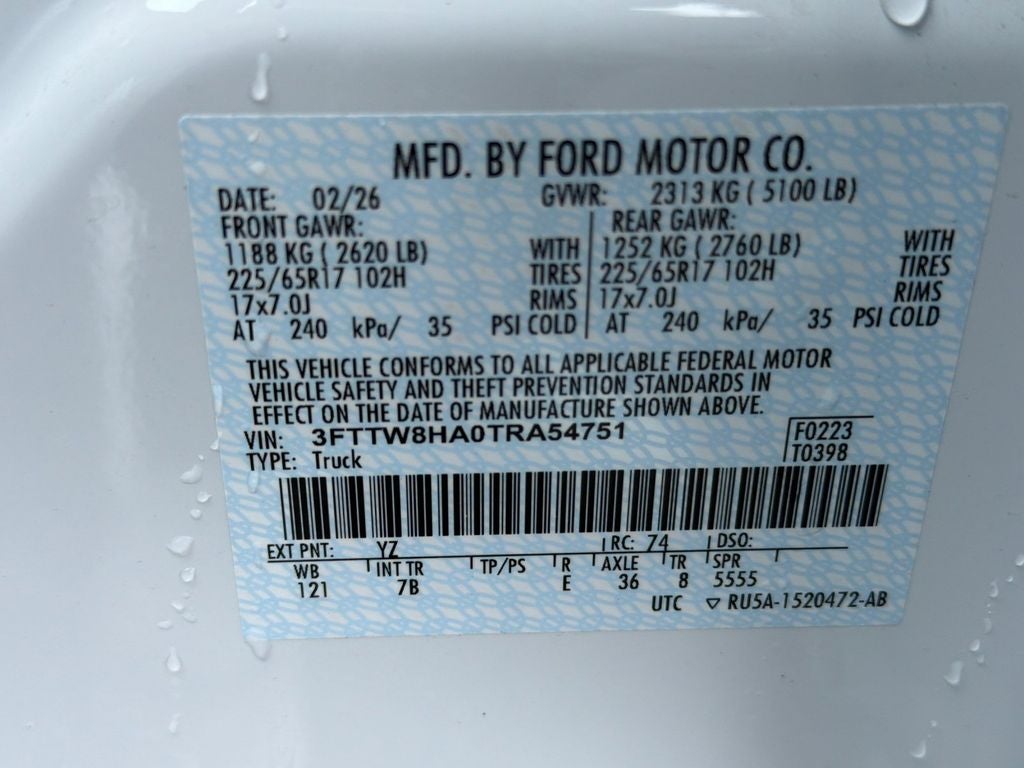 MFD. BY FORD MOTOR CO.
DATE: 02/26 GVWR: 2313 KG ( 5100 LB)
FRONT GAWR: REAR GAWR:
1188 KG ( 2620 LB) WITH 1252 KG ( 2760 LB) WITH
225/65R17 102H TIRES 225/65R17 102H TIRES
17x7.0J RIMS 17x7.0J RIMS
AT 240 kPa/ 35 PSI COLD AT 240 kPa/ 35 PSI COLD
THIS VEHICLE CONFORMS TO ALL APPLICABLE FEDERAL MOTOR
VEHICLE SAFETY AND THEFT PREVENTION STANDARDS IN
EFFECT ON THE DATE OF MANUFACTURE SHOWN ABOVE.
VIN: 3FTTW8HA0TRA54751 F0223
TYPE: Truck T0398
EXT PNT: YZ RC: 74 DSO:
WB INT TR TP/PS R AXLE TR SPR
121 7B E 36 8 5555
UTC ▽ RU5A-1520472-AB